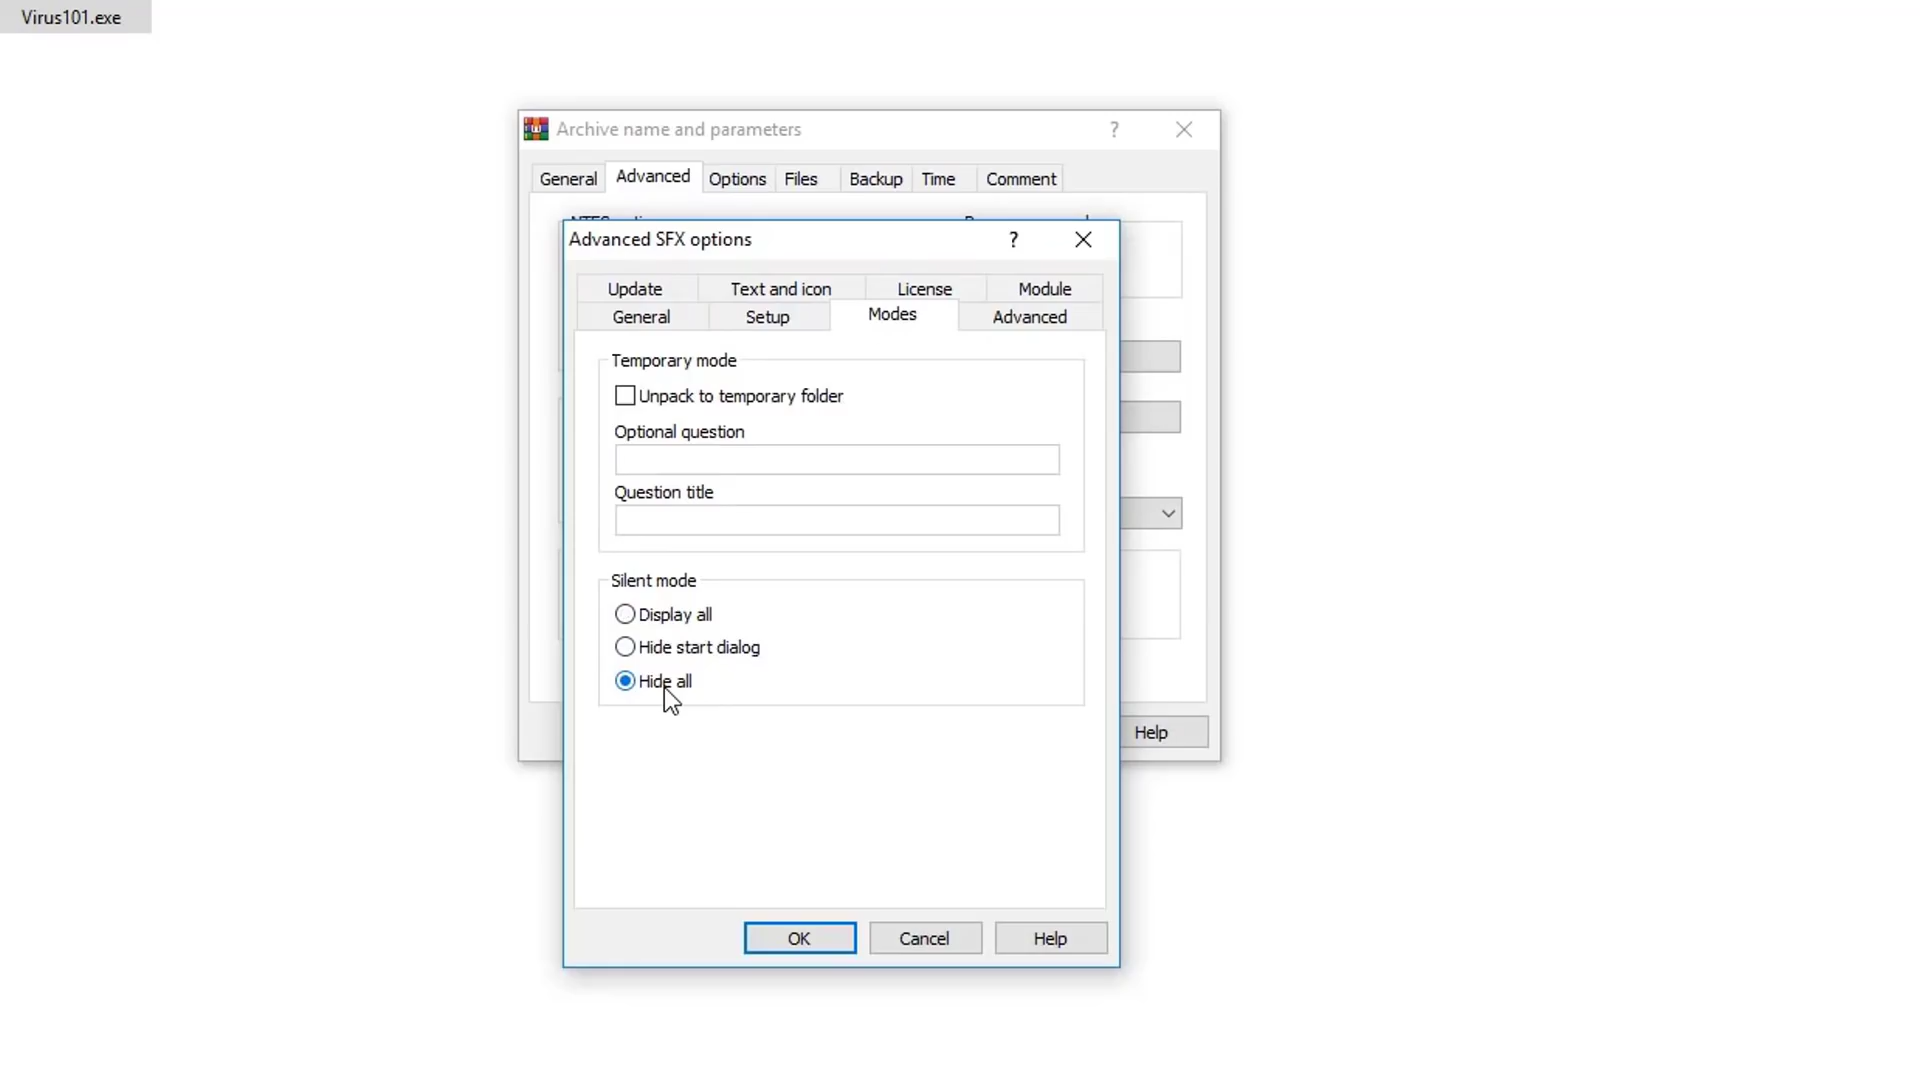 Virus101.exe
Archive name and parameters
?
General
Advanced
Options
Files
Backup
Time
Comment
Advanced SFX options
?
Update
Text and icon
License
Module
General
Setup
Modes
Advanced
Temporary mode
Unpack to temporary folder
Optional question
Question title
Silent mode
Display all
Hide start dialog
Hide all
Help
OK
Cancel
Help